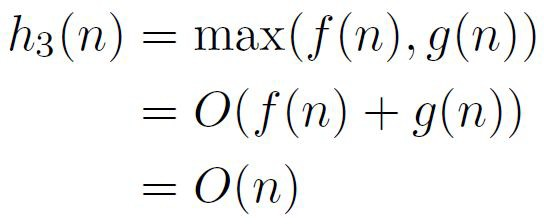 h₃(n) = max(f(n), g(n))
= O(f(n) + g(n))
= O(n)